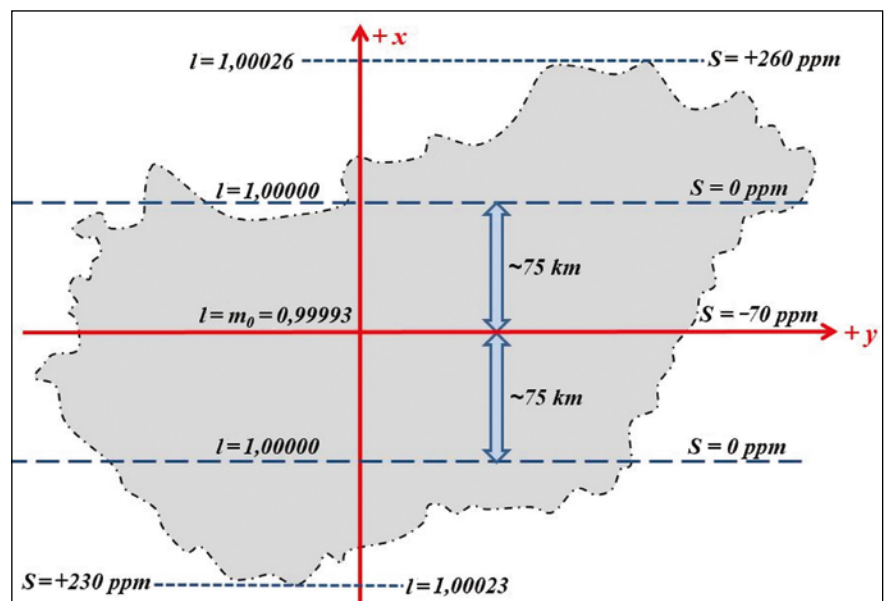 + x
l = 1,00026
S = +260 ppm
l = 1,00000
S = 0 ppm
~75 km
l = m₀ = 0,99993
S = −70 ppm
+ y
~75 km
l = 1,00000
S = 0 ppm
S = +230 ppm
l = 1,00023